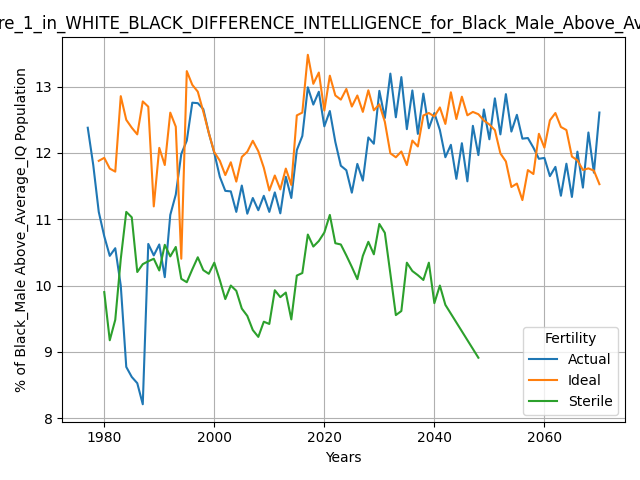 re_1_in_WHITE_BLACK_DIFFERENCE_INTELLIGENCE_for_Black_Male_Above_Av
% of Black_Male Above_Average_IQ Population
13
12
11
10
9
8
1980
2000
2020
2040
2060
Years
Fertility
Actual
Ideal
Sterile